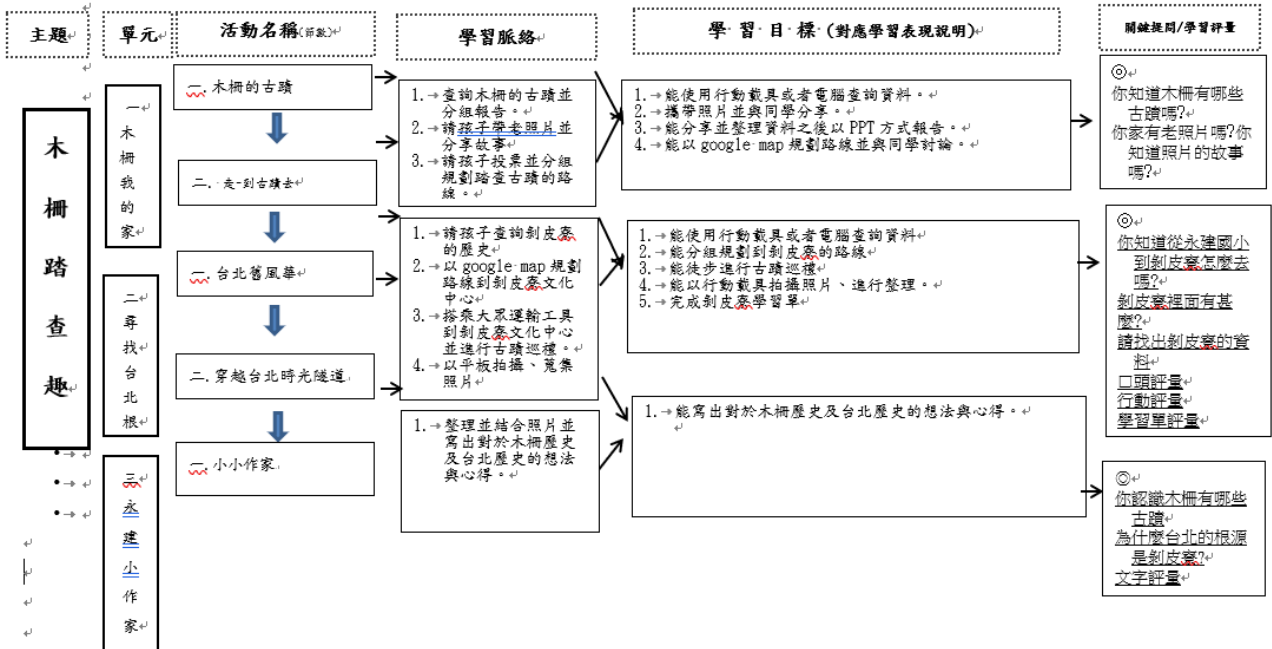 主題
單元
活動名稱(節數)
學習脈絡
學 習 目 標 (對應學習表現說明)
關鍵提問/學習評量
木柵踏查趣
一
木柵我的家
二
尋找台北根
三
永建小作家
一. 木柵的古蹟
二. 走-到古蹟去
一. 台北舊風華
二. 穿越台北時光隧道
一. 小小作家
1. 查詢木柵的古蹟並
分組報告。
2. 請孩子帶老照片並
分享故事
3. 請孩子投票並分組
規劃踏查古蹟的路
線。
1. 請孩子查詢剝皮寮
的歷史
2. 以 google map 規劃
路線到剝皮寮文化
中心
3. 搭乘大眾運輸工具
到剝皮寮文化中心
並進行古蹟巡禮。
4. 以平板拍攝、蒐集
照片
1. 整理並結合照片並
寫出對於木柵歷史
及台北歷史的想法
與心得。
1. 能使用行動載具或者電腦查詢資料。
2. 攜帶照片並與同學分享。
3. 能分享並整理資料之後以 PPT 方式報告。
4. 能以 google map 規劃路線並與同學討論。
1. 能使用行動載具或者電腦查詢資料
2. 能分組規劃到剝皮寮的路線
3. 能徒步進行古蹟巡禮
4. 能以行動載具拍攝照片、進行整理。
5. 完成剝皮寮學習單
1. 能寫出對於木柵歷史及台北歷史的想法與心得。
◎
你知道木柵有哪些
古蹟嗎?
你家有老照片嗎?你
知道照片的故事
嗎?
◎
你知道從永建國小
到剝皮寮怎麼去
嗎?
剝皮寮裡面有甚
麼?
請找出剝皮寮的資
料
口頭評量
行動評量
學習單評量
◎
你認識木柵有哪些
古蹟
為什麼台北的根源
是剝皮寮?
文字評量